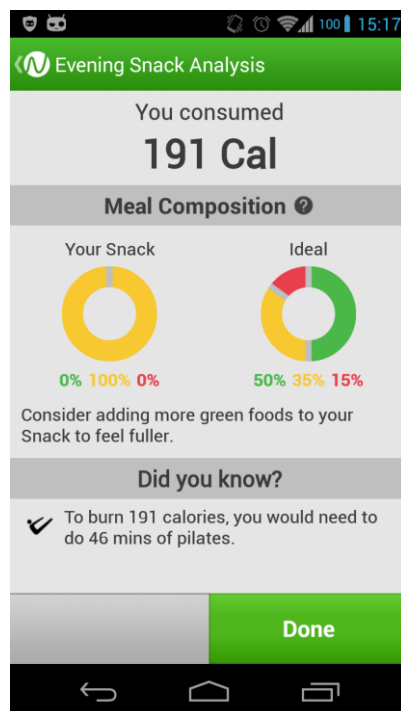 100 15:17
Evening Snack Analysis
You consumed
191 Cal
Meal Composition ?
Your Snack Ideal
0% 100% 0% 50% 35% 15%
Consider adding more green foods to your
Snack to feel fuller.
Did you know?
To burn 191 calories, you would need to
do 46 mins of pilates.
Done